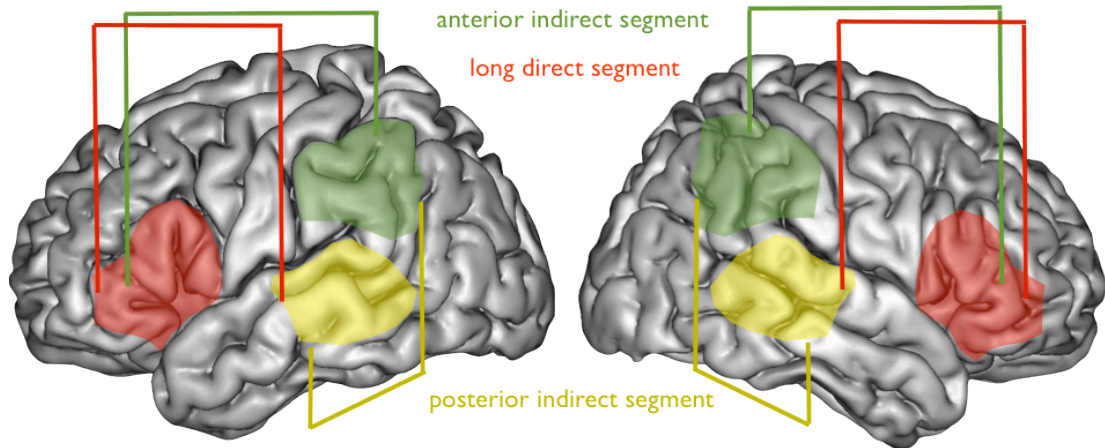 anterior indirect segment
long direct segment
posterior indirect segment